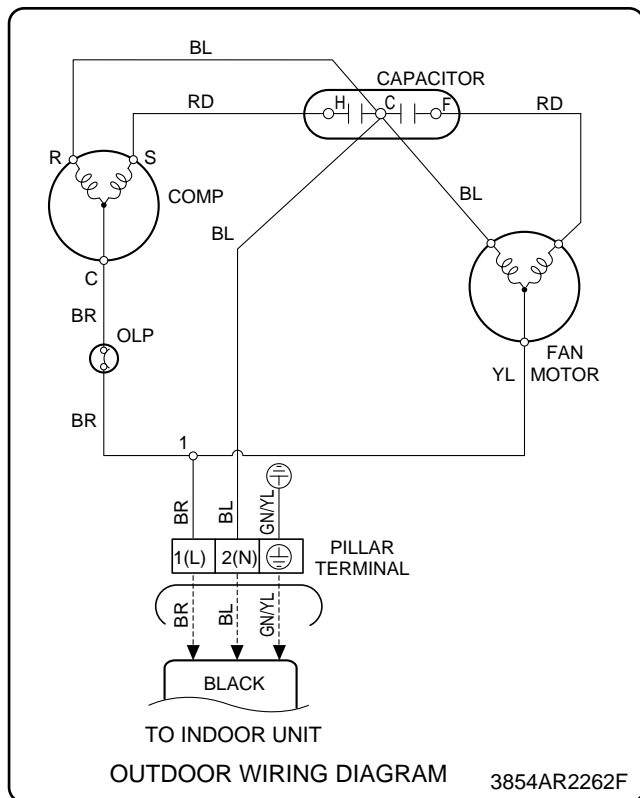 BL
CAPACITOR
RD
H
C
F
RD
R
S
COMP
BL
BL
C
BR
OLP
FAN
MOTOR
YL
BR
1
BR
BL
GN/YL
1(L)
2(N)
PILLAR
TERMINAL
BR
BL
GN/YL
BLACK
TO INDOOR UNIT
OUTDOOR WIRING DIAGRAM
3854AR2262F